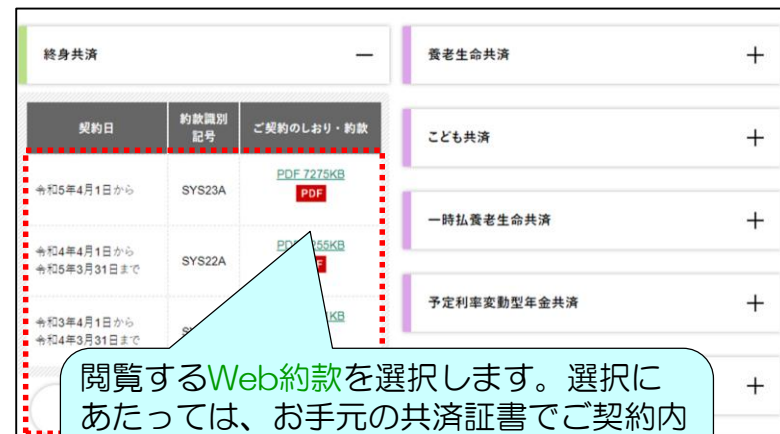 終身共済
契約日 約款識別記号 ご契約のしおり・約款
令和5年4月1日から SYS23A PDF 7275KB
PDF
令和4年4月1日から
令和5年3月31日まで SYS22A
令和3年4月1日から
令和4年3月31日まで
養老生命共済
こども共済
一時払養老生命共済
予定利率変動型年金共済
閲覧するWeb約款を選択します。選択に
あたっては、お手元の共済証書でご契約内